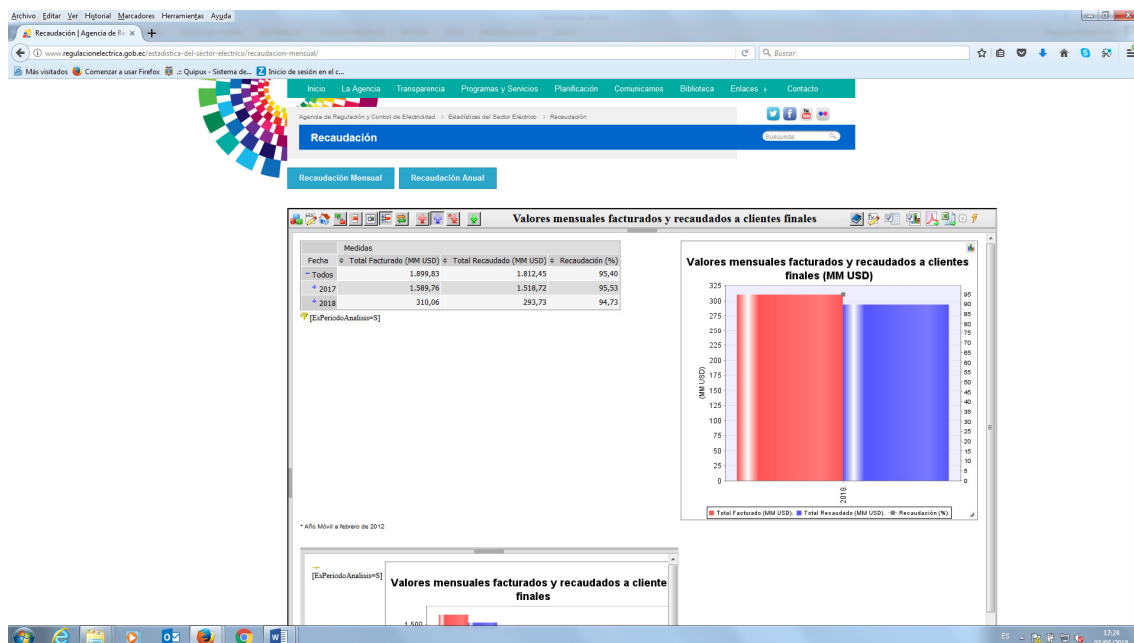 Archivo Editar Ver Historial Marcadores Herramientas Ayuda
Recaudación | Agencia de Re
www.regulacionelectrica.gob.ec/estadistica-del-sector-electrico/recaudacion-mensual/
Buscar
Más visitados Comenzar a usar Firefox .:: Quipux - Sistema de... Inicio de sesión en el c...
Inicio La Agencia Transparencia Programas y Servicios Planificación Comunicamos Biblioteca Enlaces Contacto
Agencia de Regulación y Control de Electricidad > Estadísticas del Sector Eléctrico > Recaudación
Recaudación
Búsqueda
Recaudación Mensual Recaudación Anual
Valores mensuales facturados y recaudados a clientes finales
Medidas
Fecha Total Facturado (MM USD) Total Recaudado (MM USD) Recaudación (%)
- Todos 1.899,83 1.812,45 95,40
+ 2017 1.589,76 1.518,72 95,53
+ 2018 310,06 293,73 94,73
[EsPeriodoAnalisis=S]
Valores mensuales facturados y recaudados a clientes
finales (MM USD)
325
300
275
250
225
200
175
150
125
100
75
50
25
0
(MM USD)
95
90
85
80
75
70
65
60
55
50
45
40
35
30
25
20
15
10
5
0
2018.
Total Facturado (MM USD). Total Recaudado (MM USD). Recaudación (%).
* Año Móvil a febrero de 2012
[EsPeriodoAnalisis=S]
Valores mensuales facturados y recaudados a cliente
finales
1.500
ES
17:24
07/05/2018